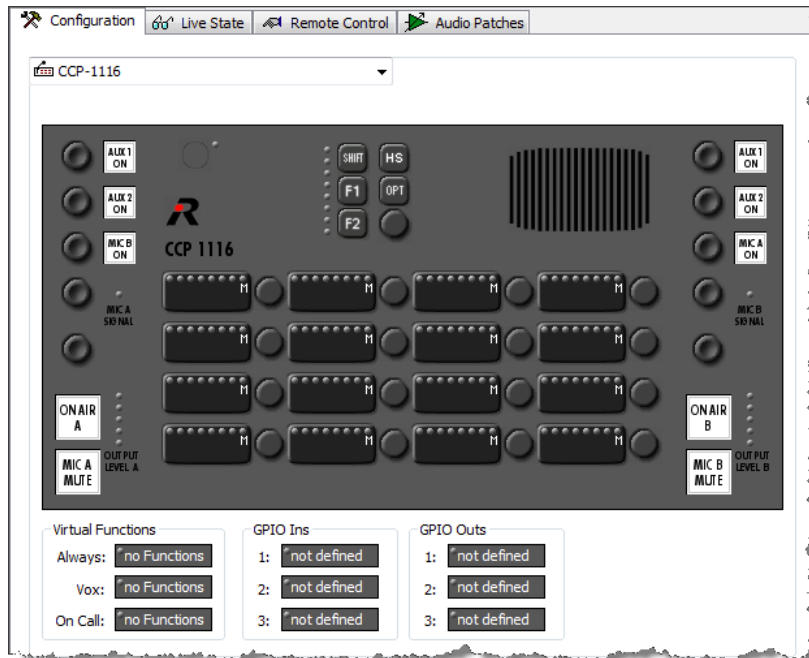 Configuration Live State Remote Control Audio Patches
CCP-1116
AUX 1
ON
AUX 2
ON
MIC B
ON
MIC A
SIGNAL
ON AIR
A
MIC A
MUTE
OUTPUT
LEVEL A
R
CCP 1116
SHIFT HS
F1 OPT
F2
M M M M
M M M M
M M M M
M M M M
AUX 1
ON
AUX 2
ON
MIC A
ON
MIC B
SIGNAL
ON AIR
B
MIC B
MUTE
OUTPUT
LEVEL B
Virtual Functions
Always: no Functions
Vox: no Functions
On Call: no Functions
GPIO Ins
1: not defined
2: not defined
3: not defined
GPIO Outs
1: not defined
2: not defined
3: not defined